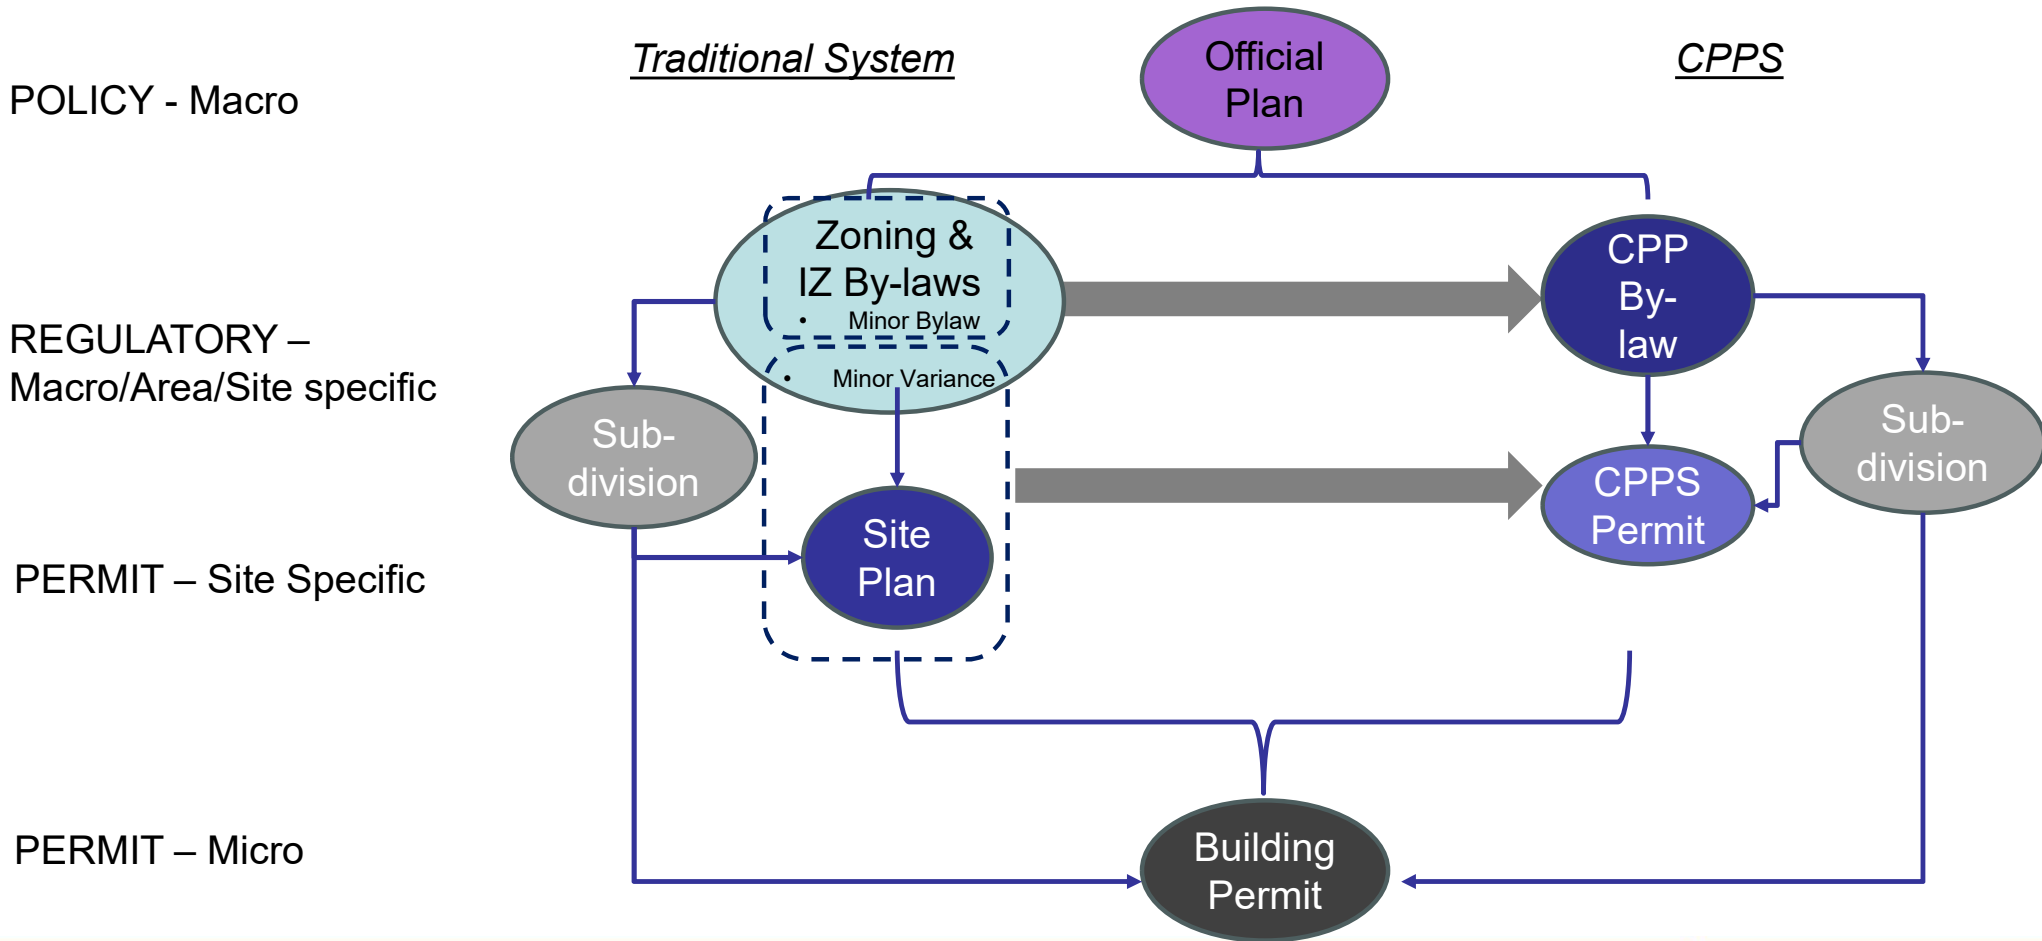 Traditional System
Official
Plan
CPPS
POLICY - Macro
Zoning &
IZ By-laws
• Minor Bylaw
• Minor Variance
CPP
By-
law
REGULATORY –
Macro/Area/Site specific
Sub-
division
Site
Plan
CPPS
Permit
Sub-
division
PERMIT – Site Specific
PERMIT – Micro
Building
Permit